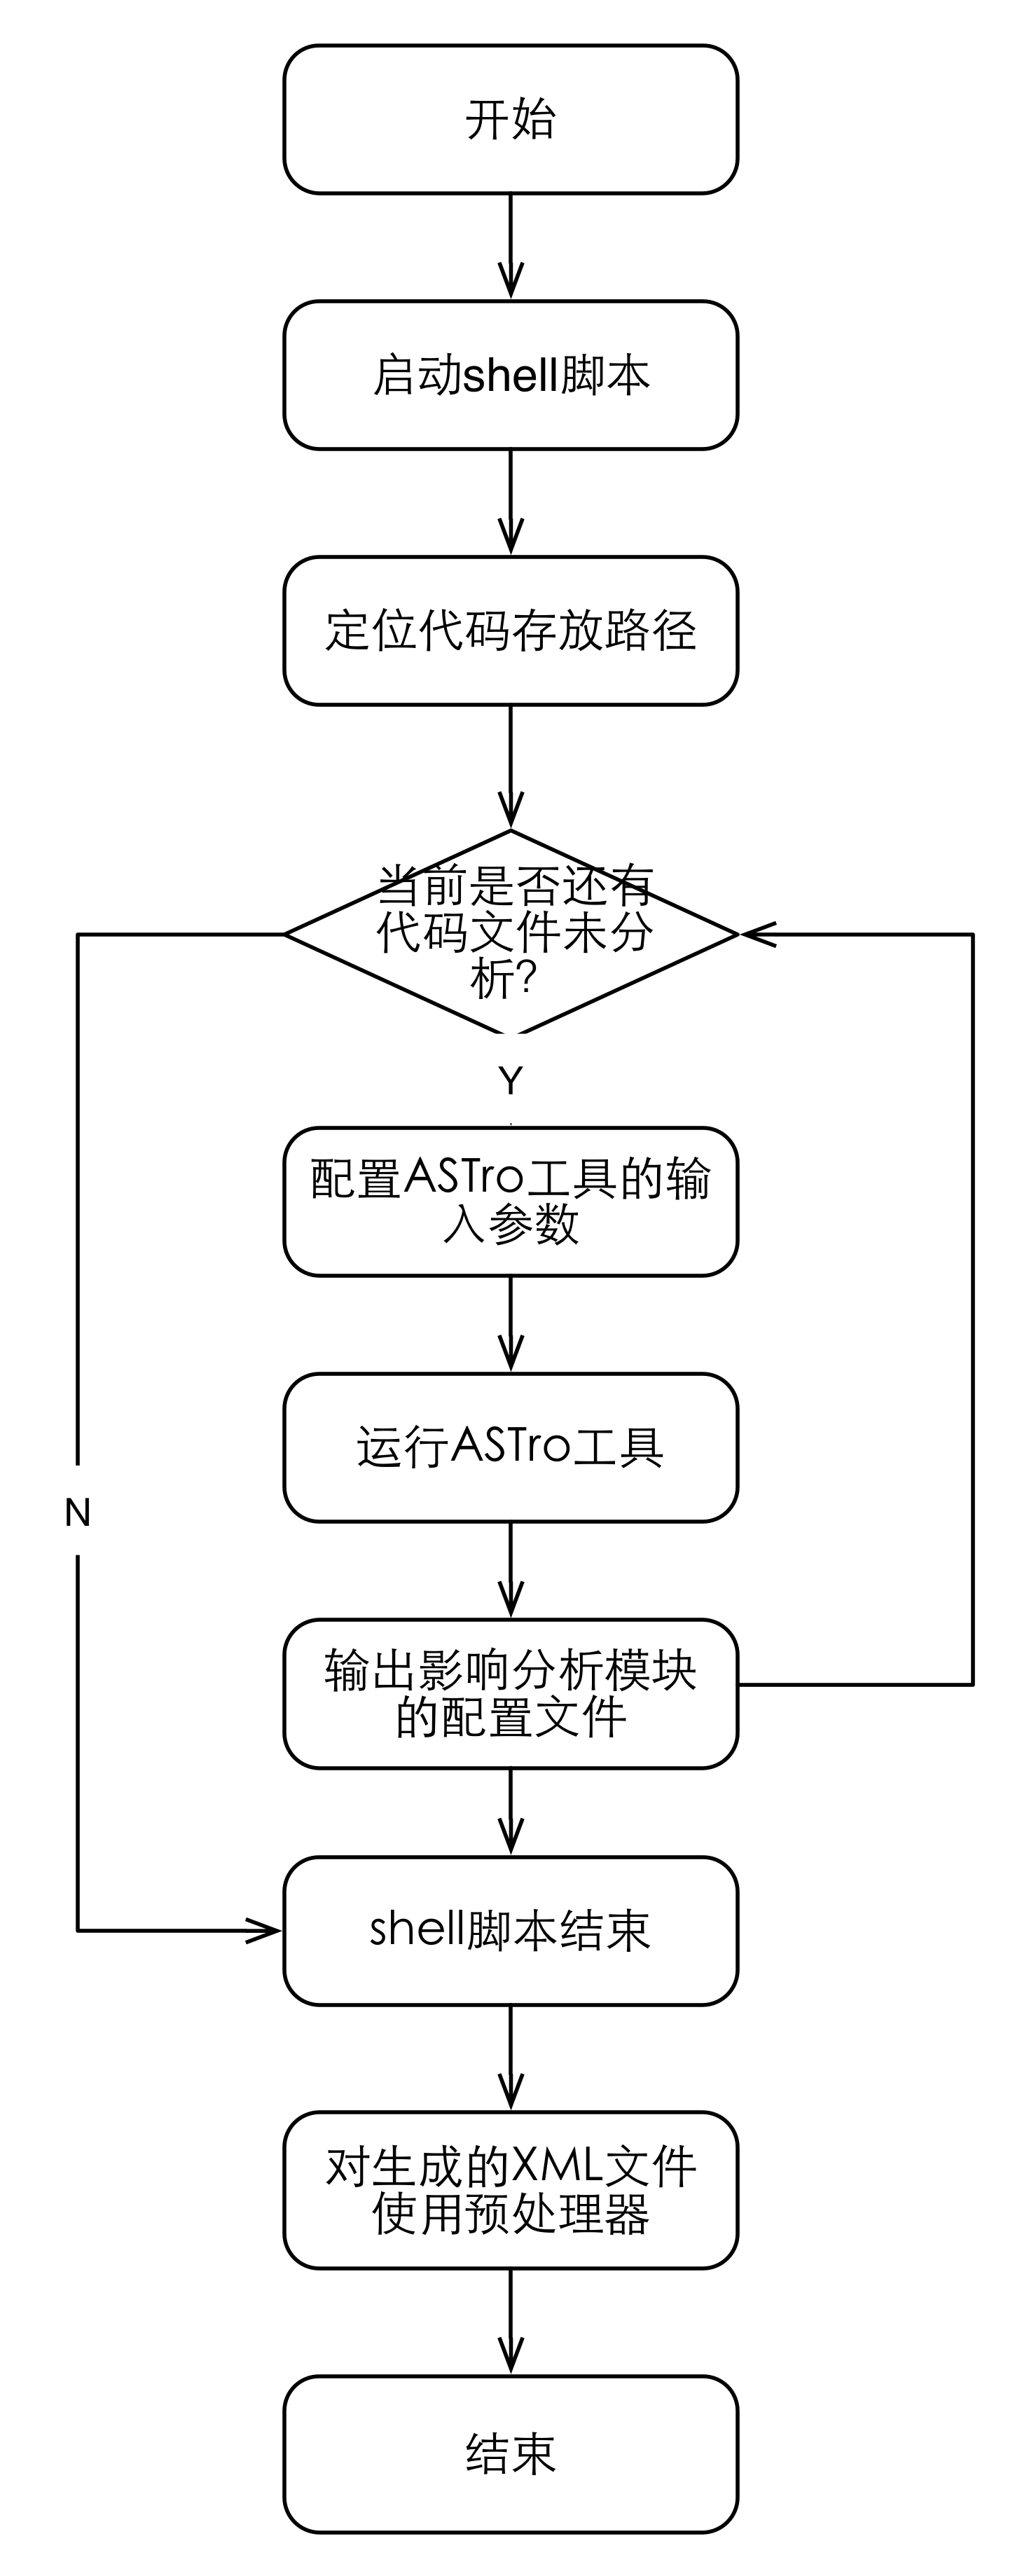 开始
启动shell脚本
定位代码存放路径
当前是否还有
代码文件未分
析?
Y
配置ASTro工具的输
入参数
运行ASTro工具
N
输出影响分析模块
的配置文件
shell脚本结束
对生成的XML文件
使用预处理器
结束